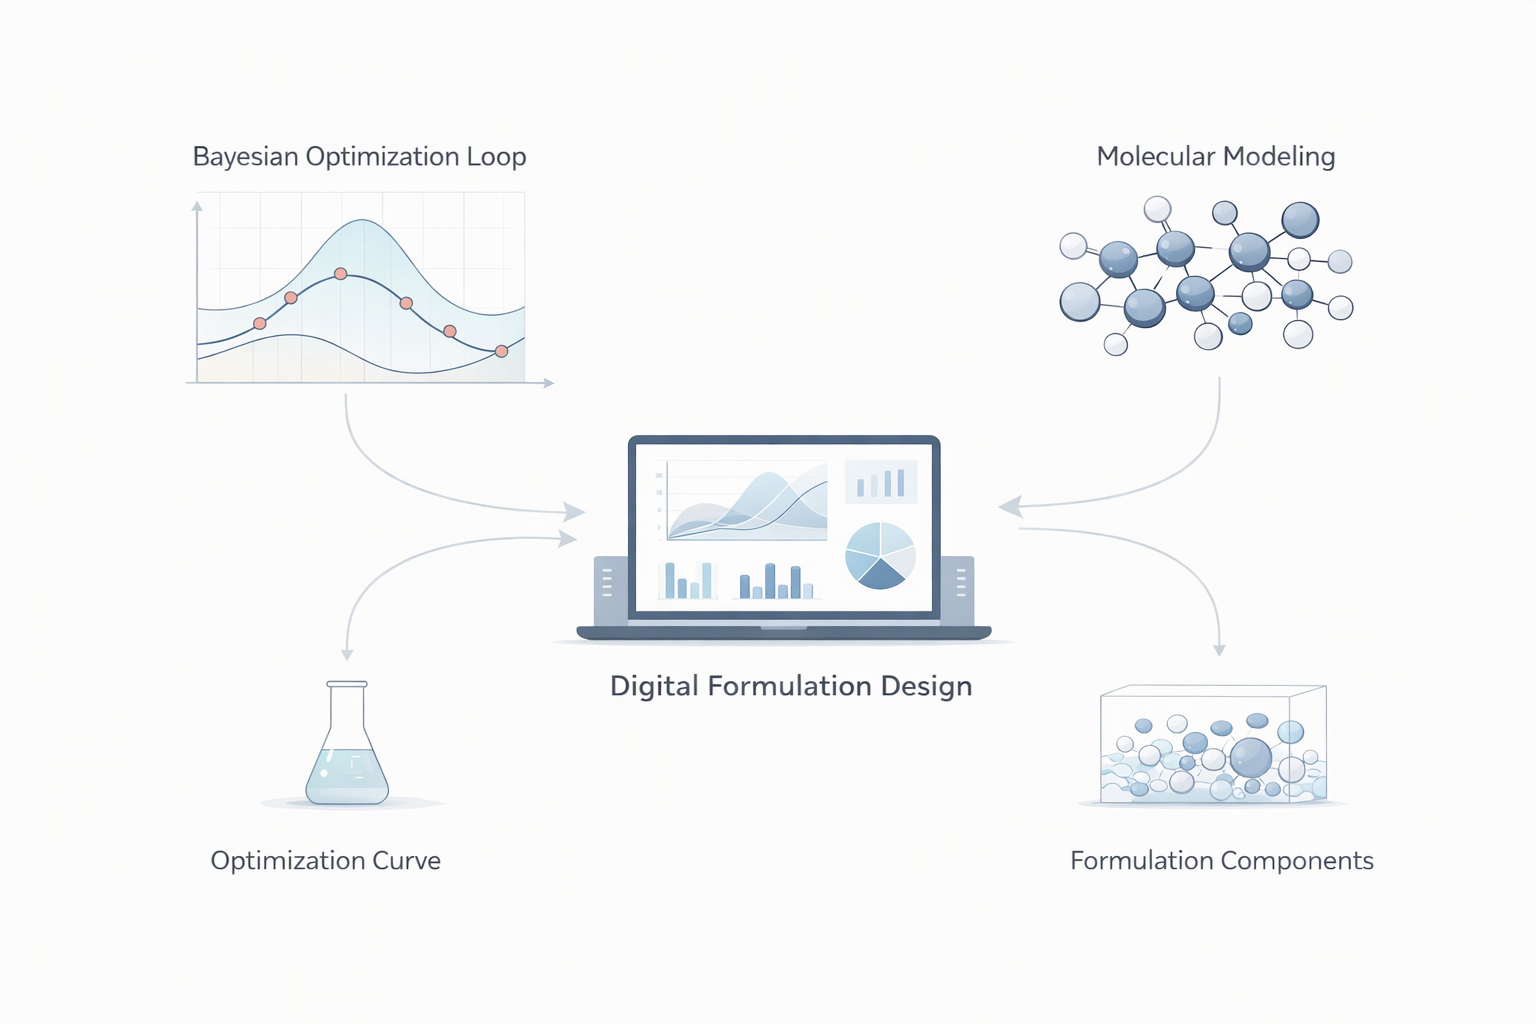 Bayesian Optimization Loop
Molecular Modeling
Digital Formulation Design
Optimization Curve
Formulation Components